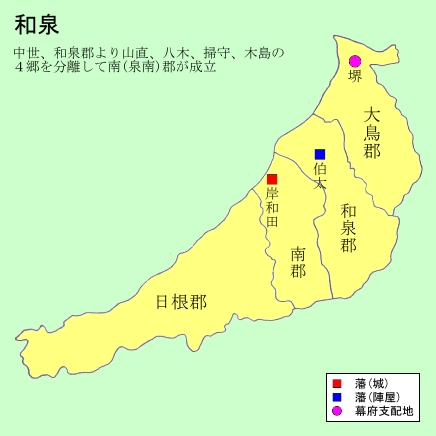 和泉
中世、和泉郡より山直、八木、掃守、木島の
４郷を分離して南(泉南)郡が成立
堺
大鳥郡
伯太
岸和田
和泉郡
南郡
日根郡
藩(城)
藩(陣屋)
幕府支配地